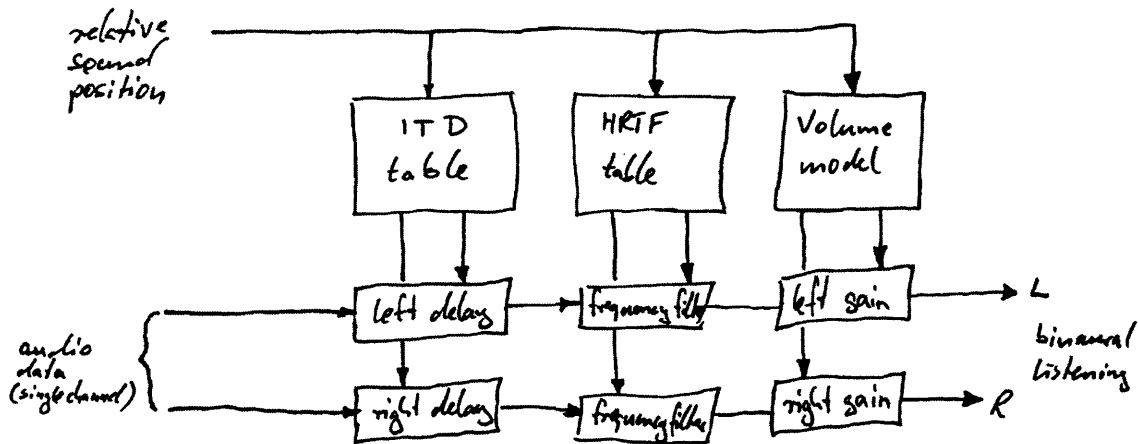 relative
sound
position
ITD
table
HRTF
table
Volume
model
left delay
frequency filter
left gain
L
audio
data
(single channel)
binaural
listening
right delay
frequency filter
right gain
R